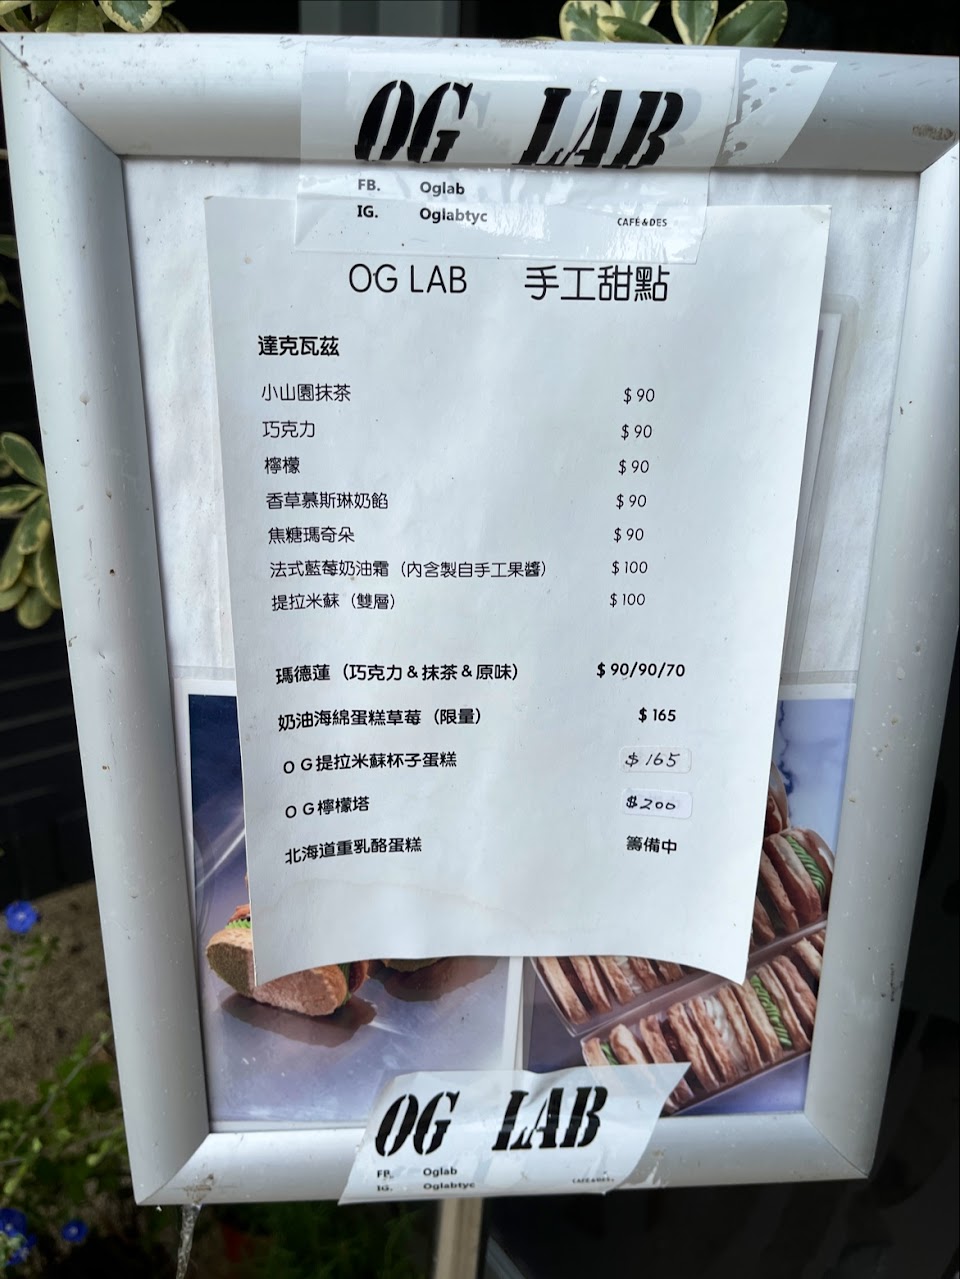 OG LAB
FB. Oglab
IG. Oglabtyc CAFE&DES
OG LAB 手工甜點
達克瓦茲
小山園抹茶 $90
巧克力 $90
檸檬 $90
香草慕斯琳奶餡 $90
焦糖瑪奇朵 $90
法式藍莓奶油霜（內含製自手工果醬） $100
提拉米蘇（雙層） $100
瑪德蓮（巧克力＆抹茶＆原味） $90/90/70
奶油海綿蛋糕草莓（限量） $165
OG提拉米蘇杯子蛋糕 $165
OG檸檬塔 $200
北海道重乳酪蛋糕 籌備中
OG LAB
FB. Oglab
IG. Oglabtyc CAFE&DES